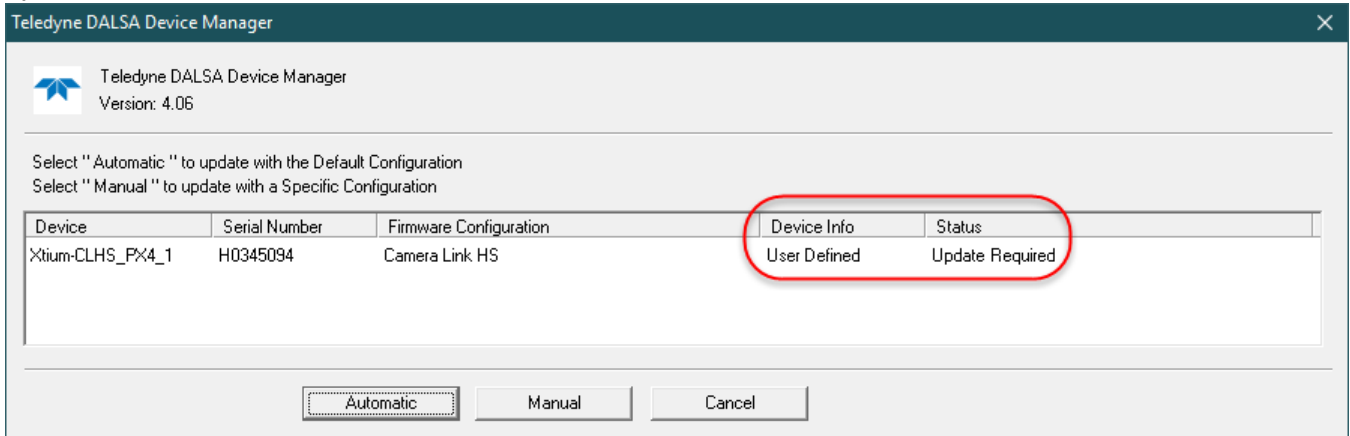 Teledyne DALSA Device Manager
Teledyne DALSA Device Manager
Version: 4.06
Select "Automatic" to update with the Default Configuration
Select "Manual" to update with a Specific Configuration
Device Serial Number Firmware Configuration Device Info Status
Xtium-CLHS_PX4_1 H0345094 Camera Link HS User Defined Update Required
Automatic Manual Cancel